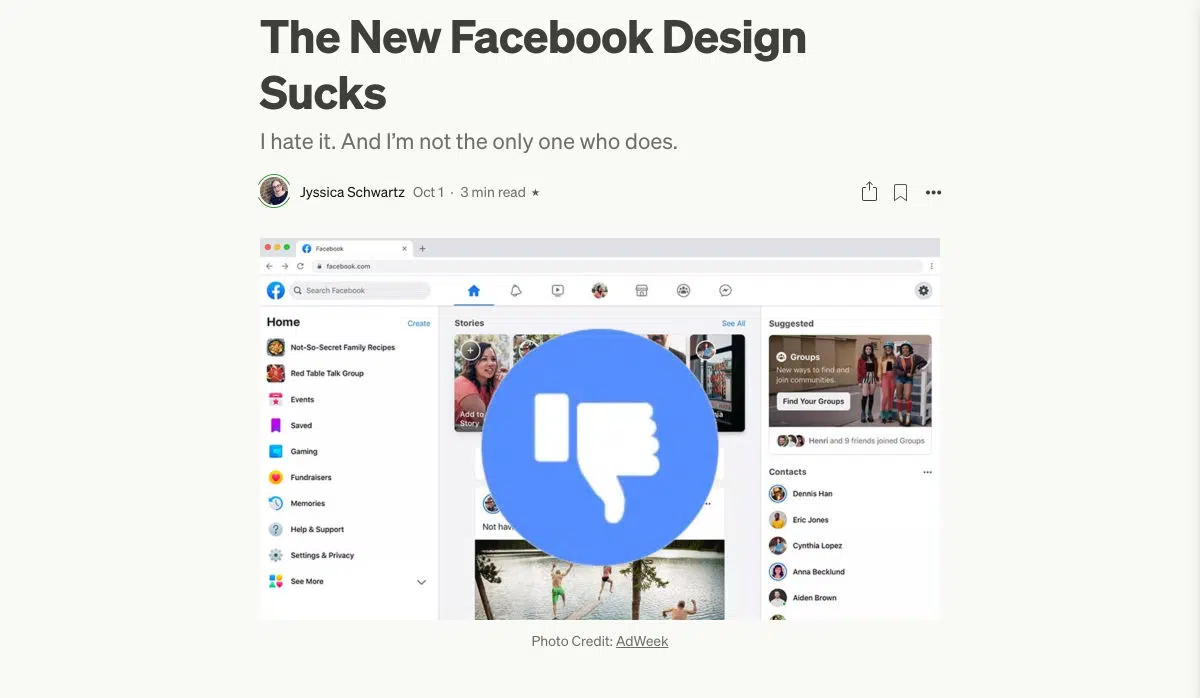 The New Facebook Design
Sucks
I hate it. And I'm not the only one who does.
Jyssica Schwartz Oct 1 · 3 min read ★
Facebook
facebook.com
Search Facebook
Home Create
Not-So-Secret Family Recipes
Red Table Talk Group
Events
Saved
Gaming
Fundraisers
Memories
Help & Support
Settings & Privacy
See More
Stories See All
Add to
Story
Not hav
Suggested
Groups
New ways to find and
join communities.
Find Your Groups
Henri and 9 friends joined Groups
Contacts
Dennis Han
Eric Jones
Cynthia Lopez
Anna Becklund
Aiden Brown
Photo Credit: AdWeek